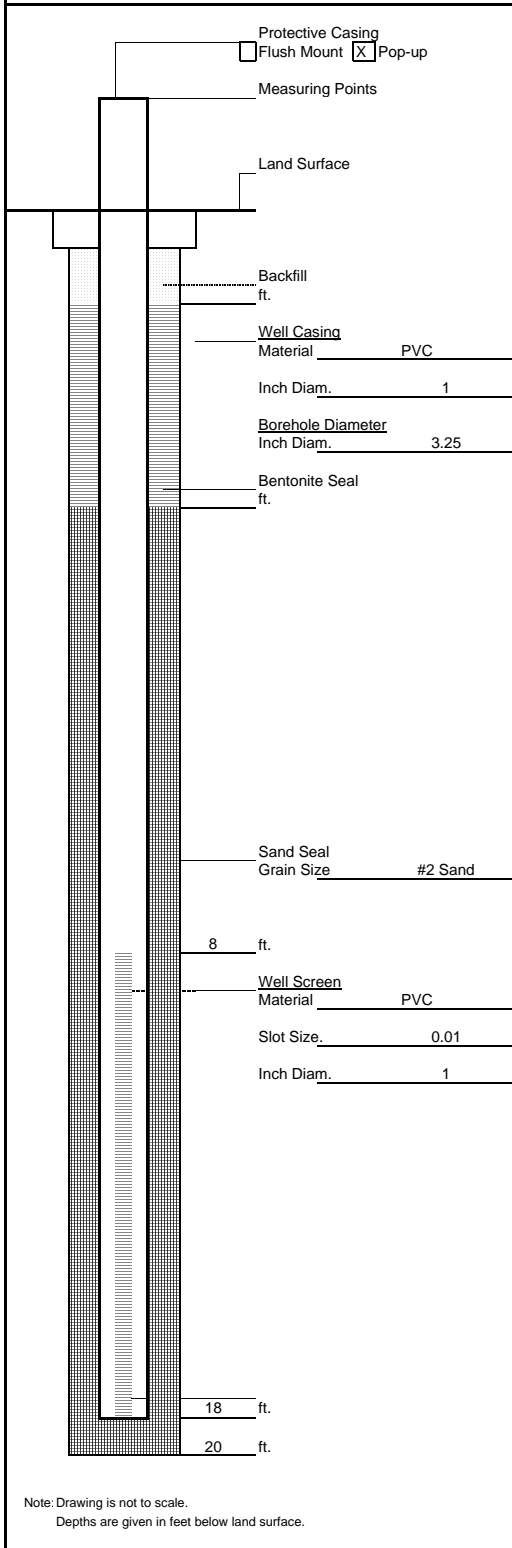 Protective Casing
Flush Mount X Pop-up
Measuring Points
Land Surface
Backfill
ft.
Well Casing
Material PVC
Inch Diam. 1
Borehole Diameter
Inch Diam. 3.25
Bentonite Seal
ft.
Sand Seal
Grain Size #2 Sand
8 ft.
Well Screen
Material PVC
Slot Size. 0.01
Inch Diam. 1
18 ft.
20 ft.
Note: Drawing is not to scale.
Depths are given in feet below land surface.